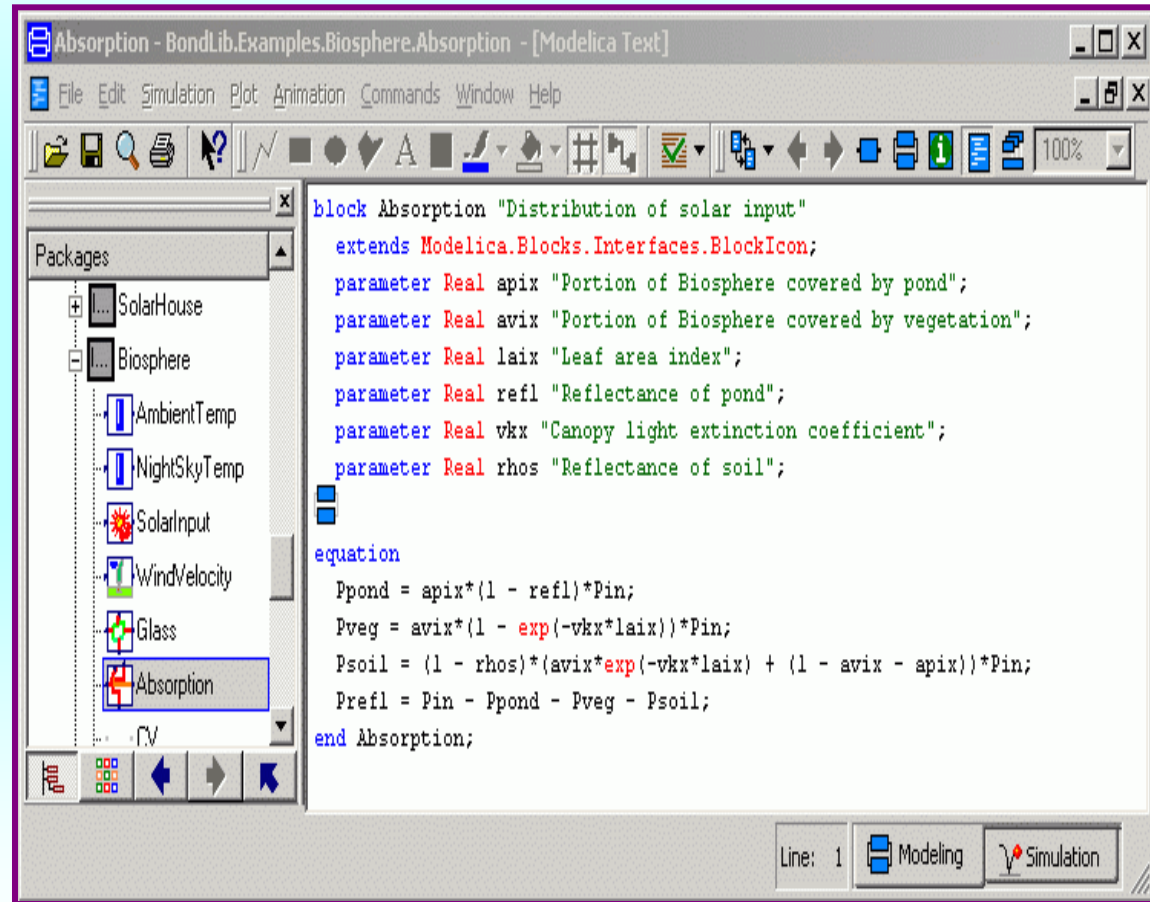 Absorption - BondLib.Examples.Biosphere.Absorption - [Modelica Text]
File Edit Simulation Plot Animation Commands Window Help
100%
Packages
SolarHouse
Biosphere
AmbientTemp
NightSkyTemp
SolarInput
WindVelocity
Glass
Absorption
block Absorption "Distribution of solar input"
extends Modelica.Blocks.Interfaces.BlockIcon;
parameter Real apix "Portion of Biosphere covered by pond";
parameter Real avix "Portion of Biosphere covered by vegetation";
parameter Real laix "Leaf area index";
parameter Real refl "Reflectance of pond";
parameter Real vkx "Canopy light extinction coefficient";
parameter Real rhos "Reflectance of soil";
equation
Ppond = apix*(1 - refl)*Pin;
Pveg = avix*(1 - exp(-vkx*laix))*Pin;
Psoil = (1 - rhos)*(avix*exp(-vkx*laix) + (1 - avix - apix))*Pin;
Prefl = Pin - Ppond - Pveg - Psoil;
end Absorption;
Line: 1 Modeling Simulation